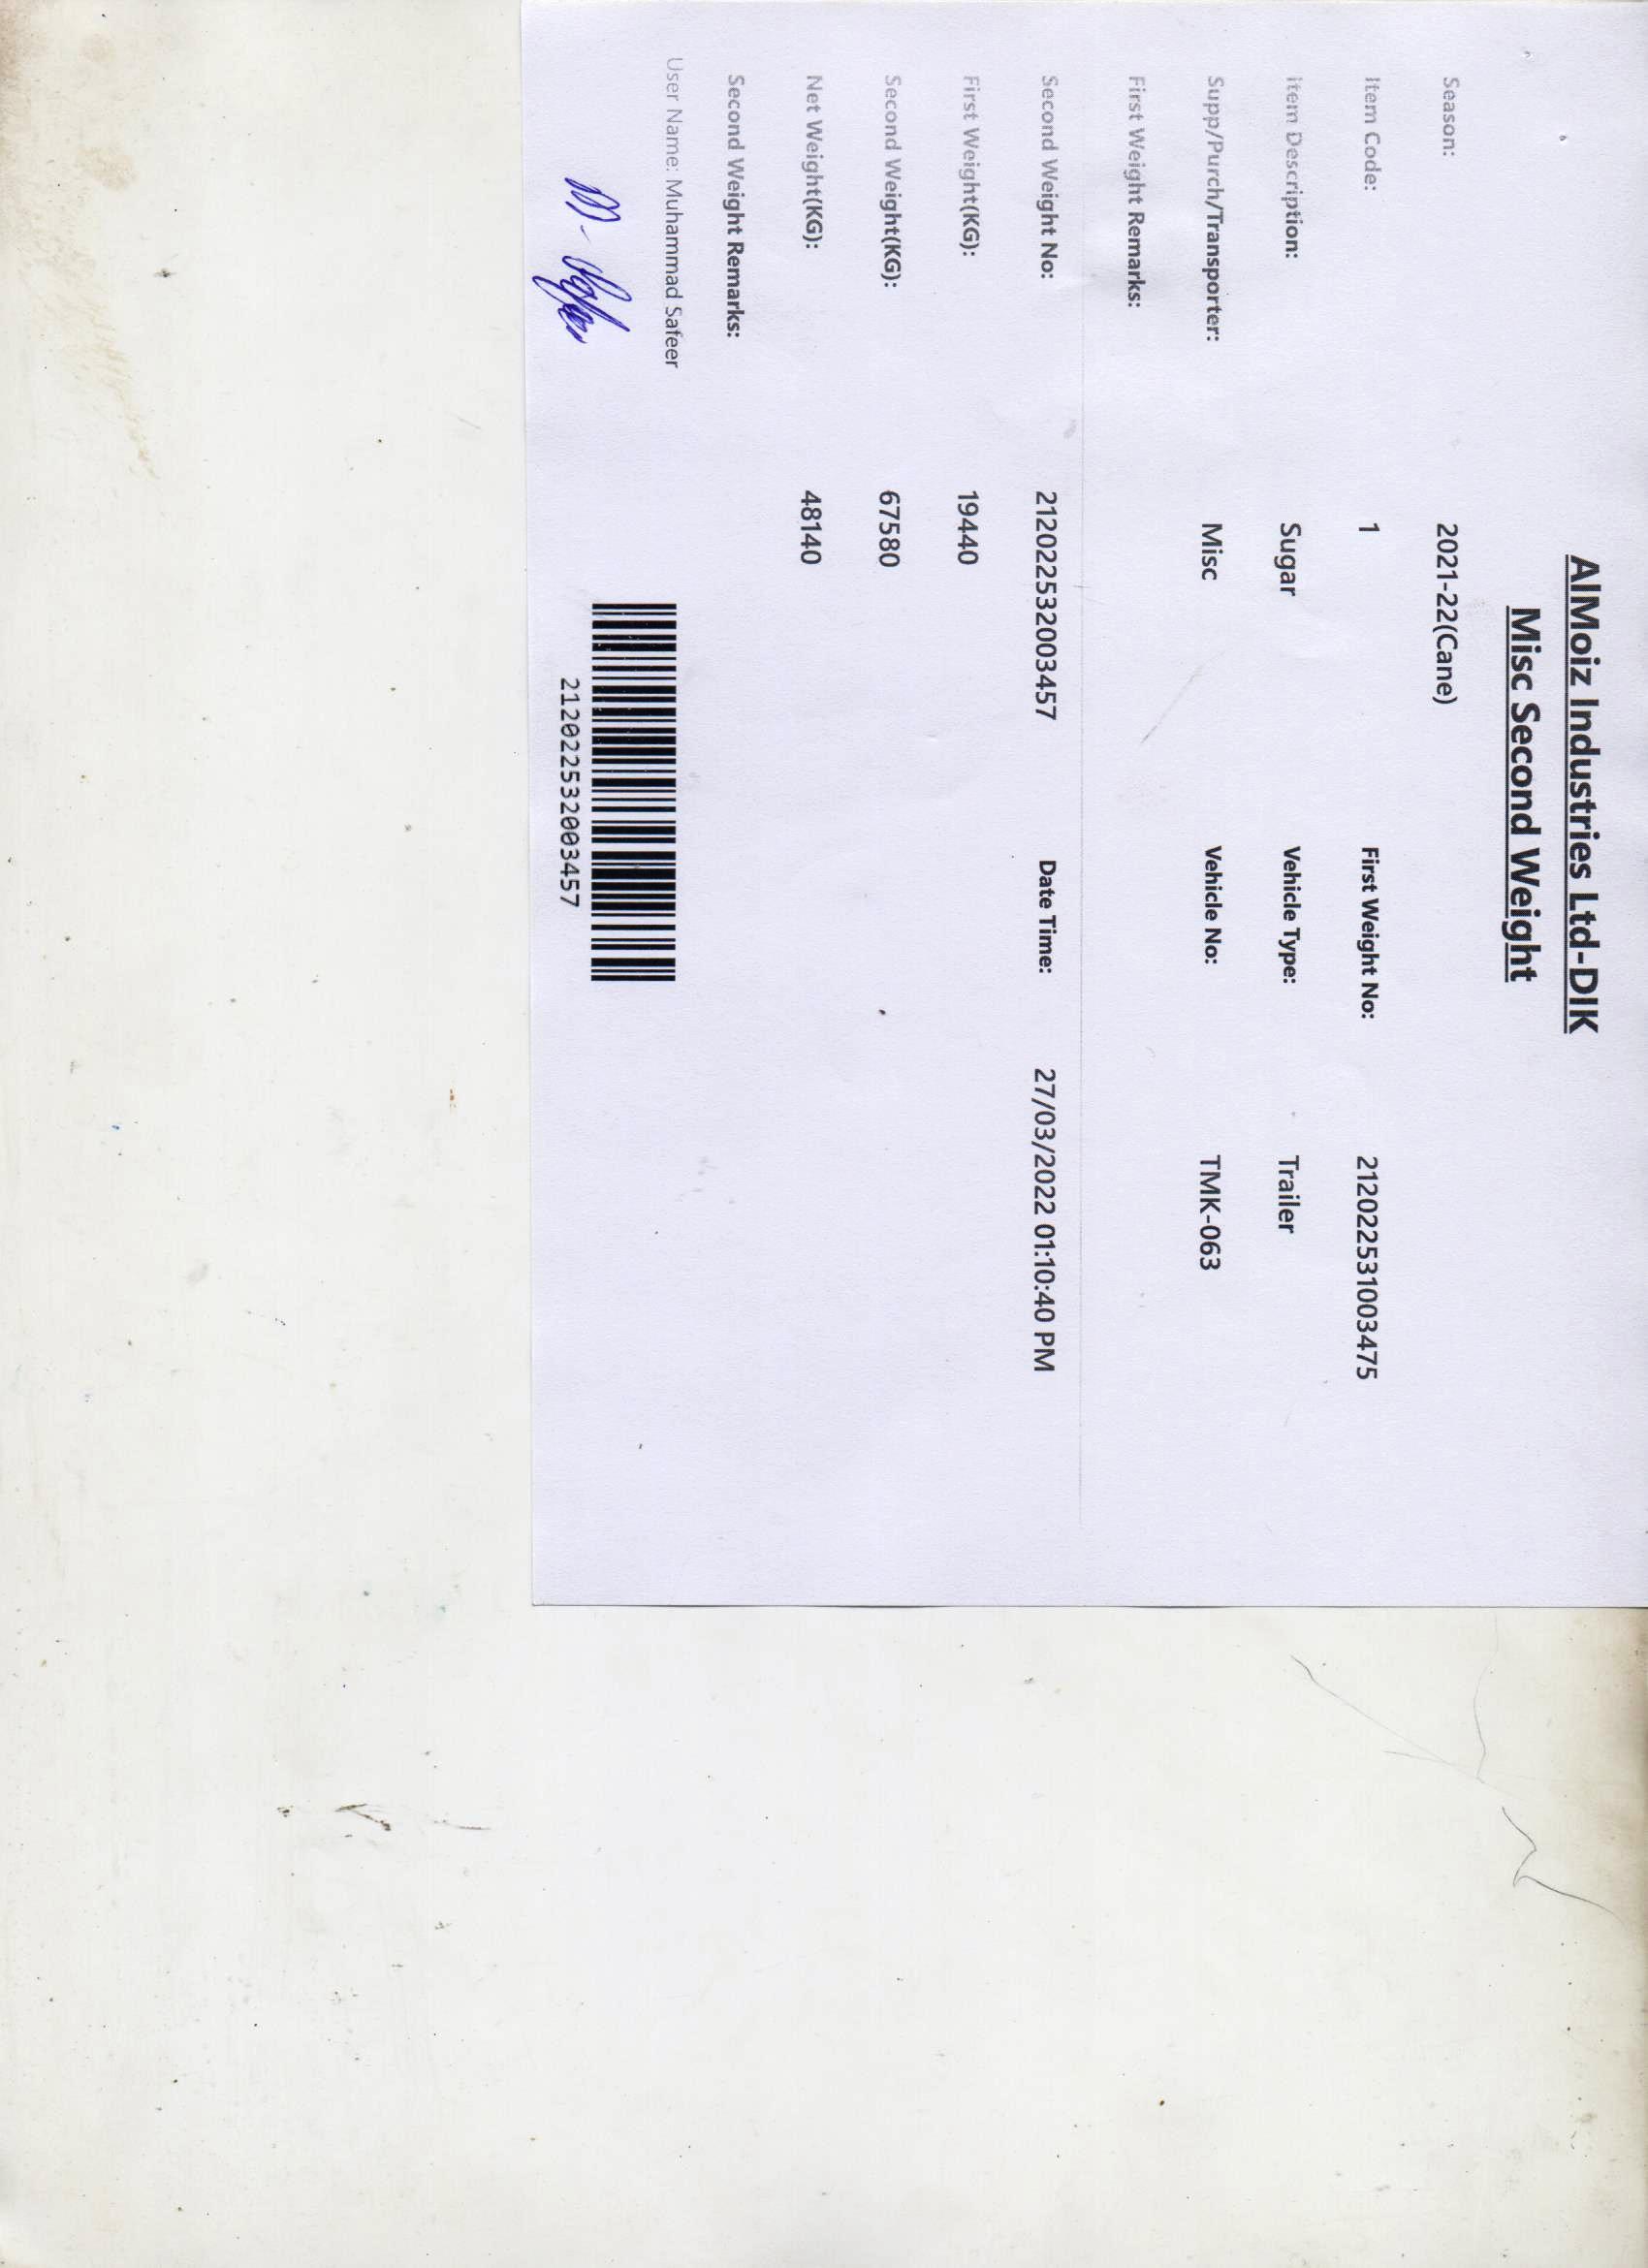 AlMoiz Industries Ltd-DIK
Misc Second Weight
Season: 2021-22(Cane)
Item Code: 1 First Weight No: 2120225310034​75
Item Description: Sugar Vehicle Type: Trailer
Supp/Purch/Transporter: Misc Vehicle No: TMK-063
First Weight Remarks:
Second Weight No: 212022532003457 Date Time: 27/03/2022 01:10:40 PM
First Weight(KG): 19440
Second Weight(KG): 67580
Net Weight(KG): 48140
Second Weight Remarks:
User Name: Muhammad Safeer
212022532003457